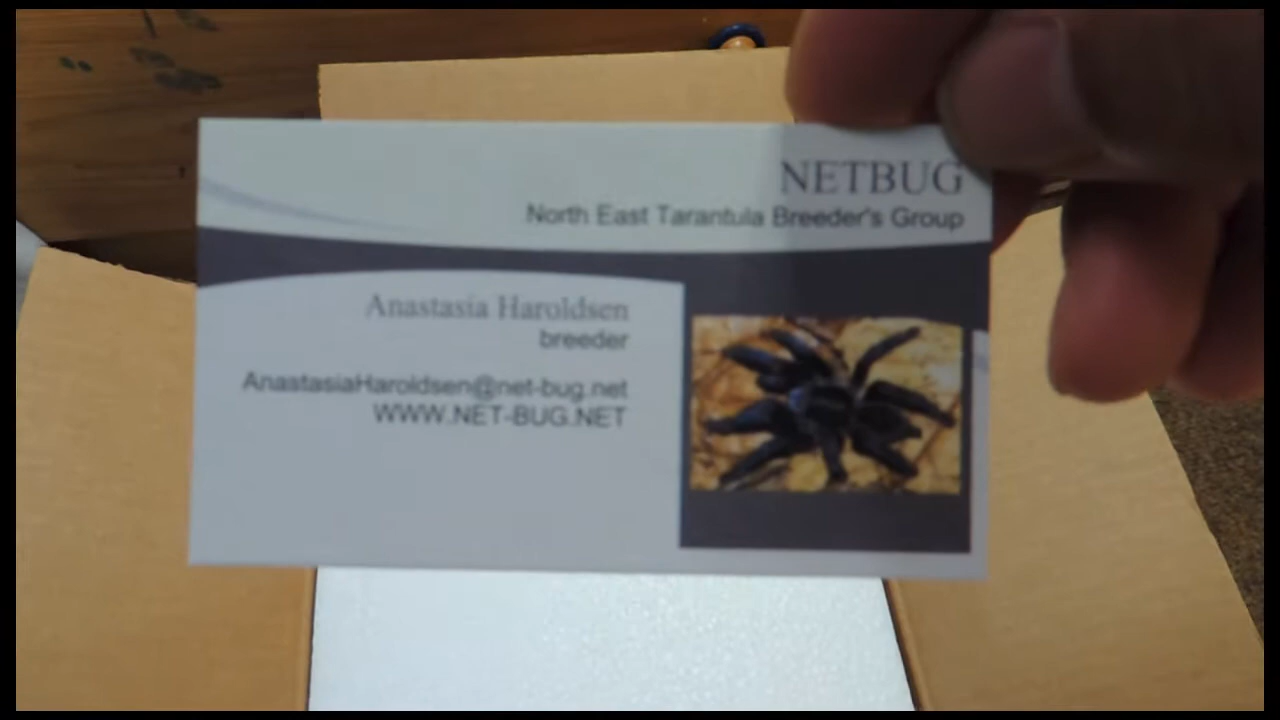 NETBUG
North East Tarantula Breeder's Group
Anastasia Haroldsen
breeder
AnastasiaHaroldsen@net-bug.net
WWW.NET-BUG.NET